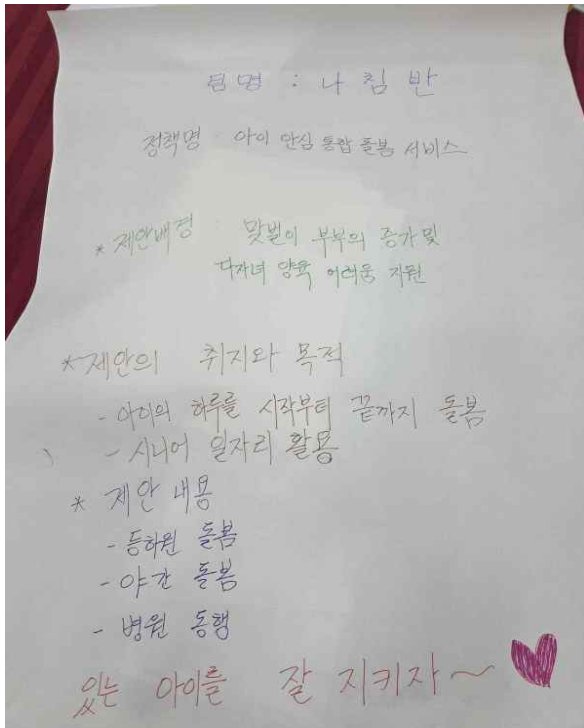 팀명 : 나침반
정책명 아이 안심 통합 돌봄 서비스
* 제안배경 맞벌이 부부의 증가 및
다자녀 양육 어려움 지원
* 제안의 취지와 목적
- 아이의 하루를 시작부터 끝까지 돌봄
- 시니어 일자리 활용
* 제안 내용
- 등하원 돌봄
- 야간 돌봄
- 병원 동행
있는 아이를 잘 지키자~